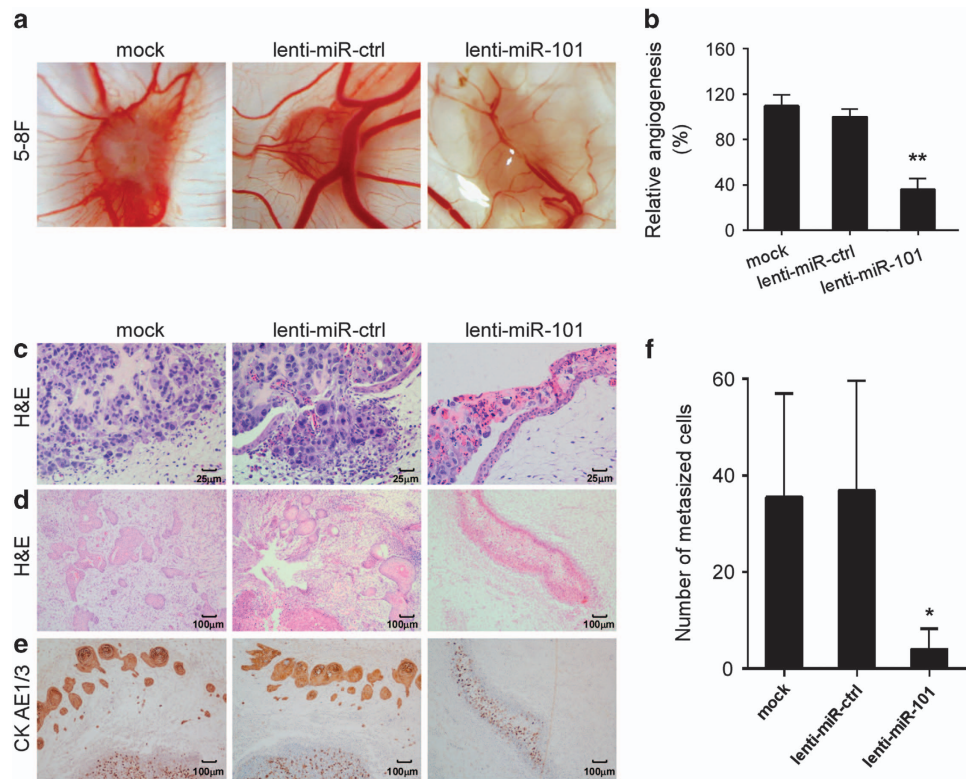 a
mock
lenti-miR-ctrl
lenti-miR-101
5-8F
b
Relative angiogenesis
(%)
160
120
80
40
0
**
mock
lenti-miR-ctrl
lenti-miR-101
mock
lenti-miR-ctrl
lenti-miR-101
c
H&E
25μm
25μm
25μm
d
H&E
100μm
100μm
100μm
e
CK AE1/3
100μm
100μm
100μm
f
Number of metasized cells
60
40
20
0
*
mock
lenti-miR-ctrl
lenti-miR-101